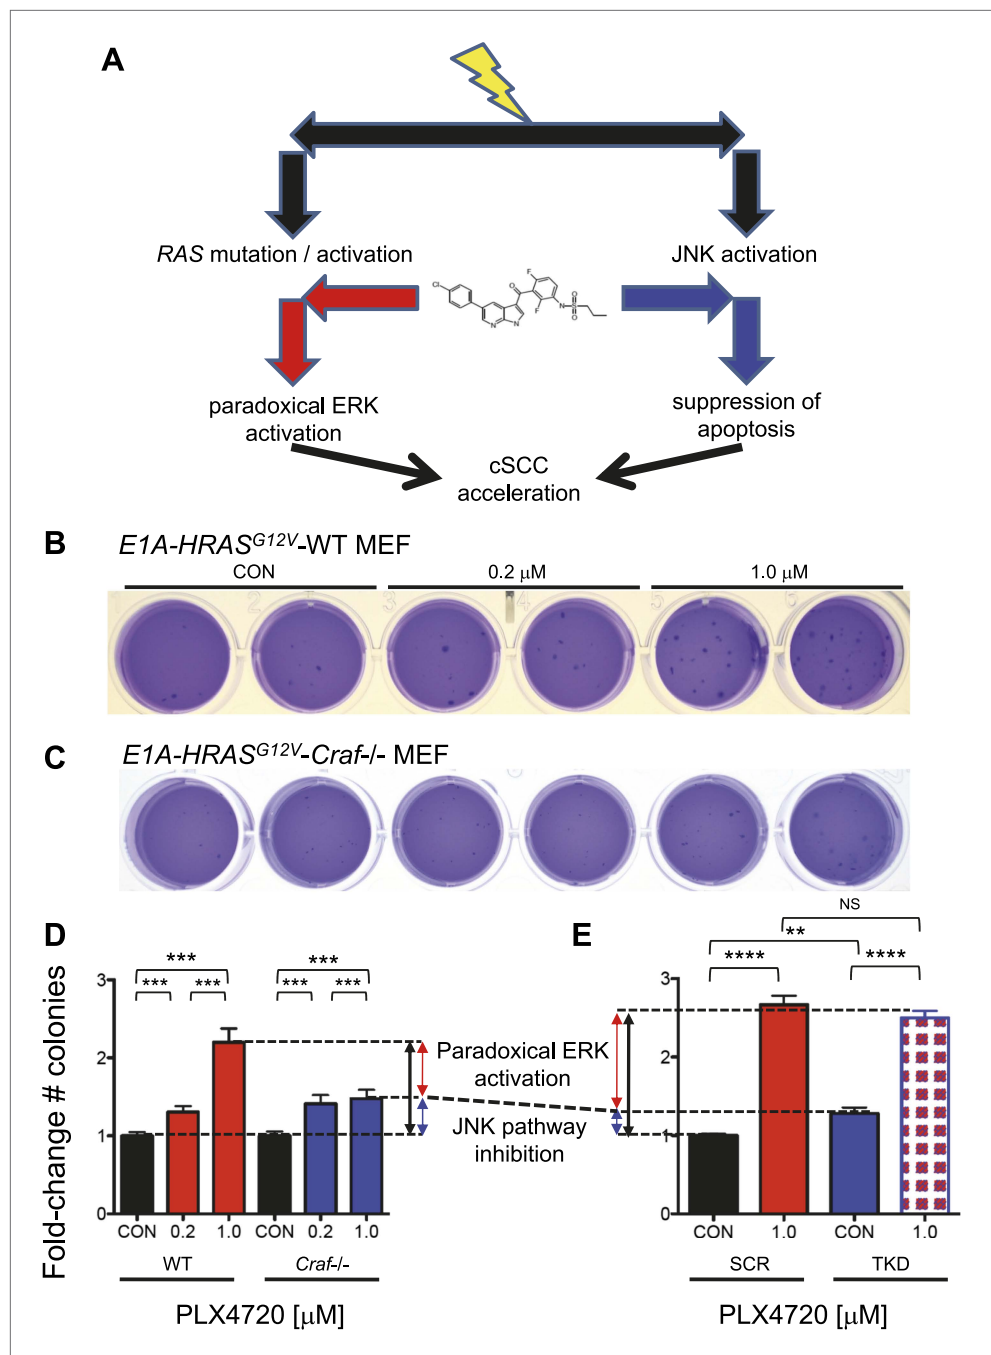 A
RAS mutation / activation
JNK activation
Cl
N
N
O
F
F
N
O
S
O
paradoxical ERK
activation
suppression of
apoptosis
cSCC
acceleration
B
E1A-HRASG12V-WT MEF
CON
0.2 µM
1.0 µM
C
E1A-HRASG12V-Craf-/- MEF
D
E
NS
**
***
***
***
***
***
***
****
****
Fold-change # colonies
3
2
1
0
CON
0.2
1.0
CON
0.2
1.0
WT
Craf-/-
PLX4720 [µM]
Paradoxical ERK
activation
JNK pathway
inhibition
3
2
1
0
CON
1.0
CON
1.0
SCR
TKD
PLX4720 [µM]